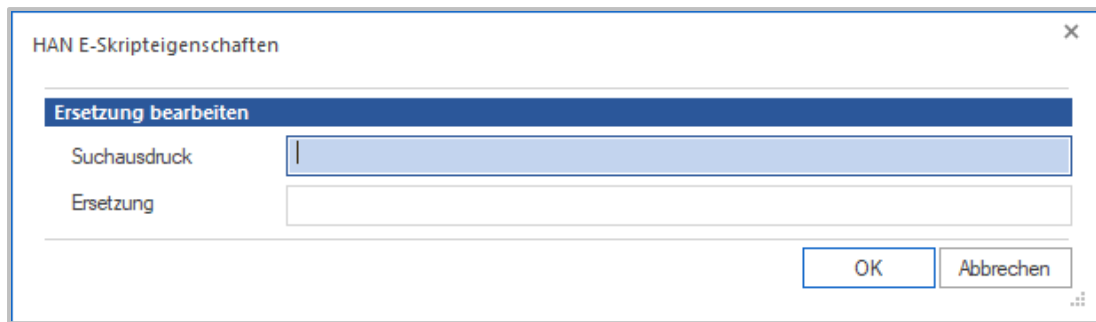 HAN E-Skripteigenschaften
Ersetzung bearbeiten
Suchausdruck
Ersetzung
OK Abbrechen